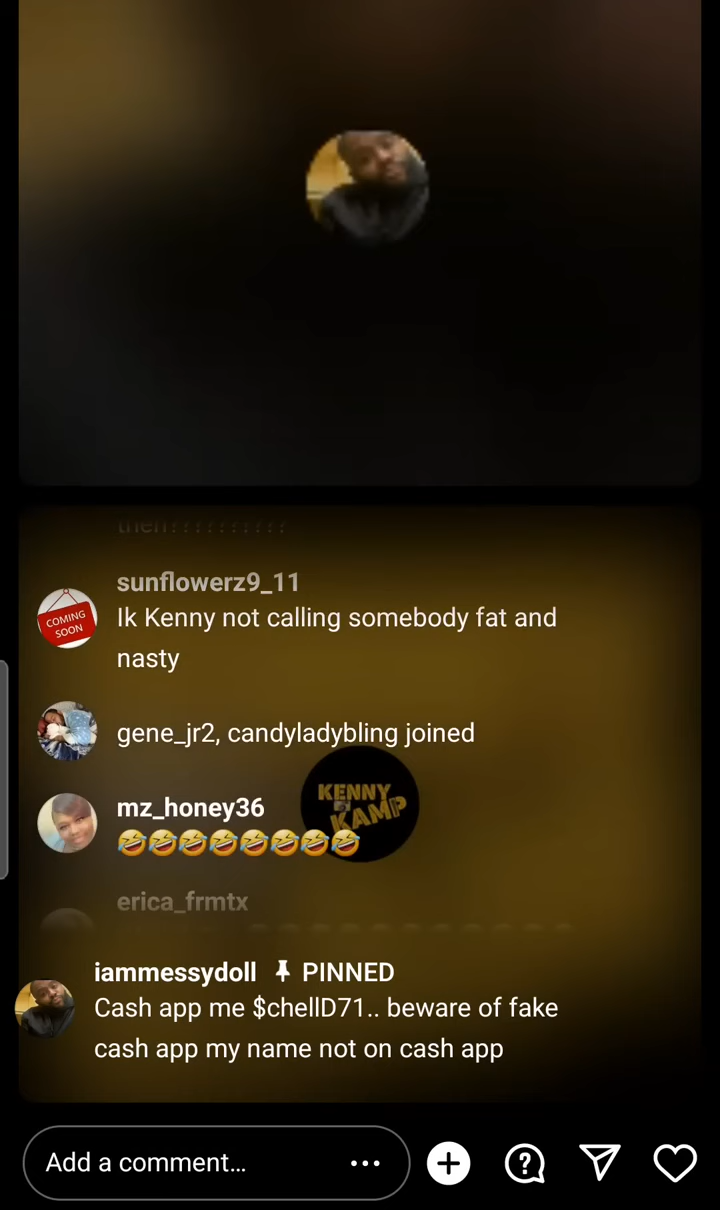 then??????????
sunflowerz9_11
COMING
SOON
Ik Kenny not calling somebody fat and
nasty
gene_jr2, candyladybling joined
KENNY
KAMP
mz_honey36
🤣🤣🤣🤣🤣🤣🤣🤣
erica_frmtx
iammessydoll PINNED
Cash app me $chellD71.. beware of fake
cash app my name not on cash app
Add a comment...